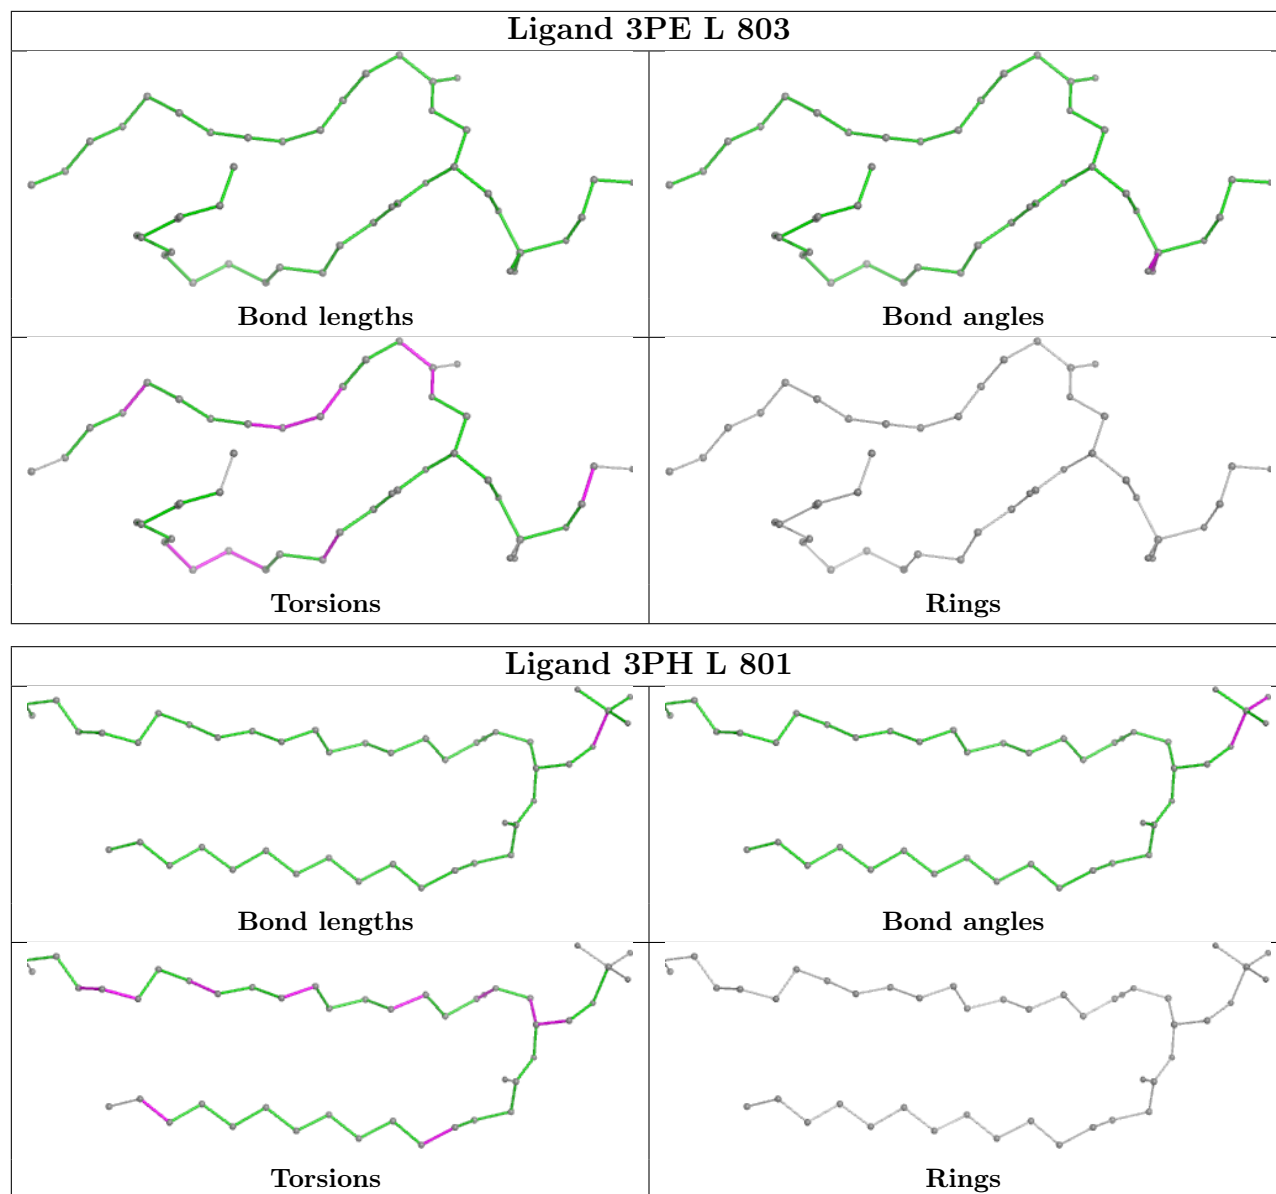 Ligand 3PE L 803
Bond lengths
Bond angles
Torsions
Rings
Ligand 3PH L 801
Bond lengths
Bond angles
Torsions
Rings